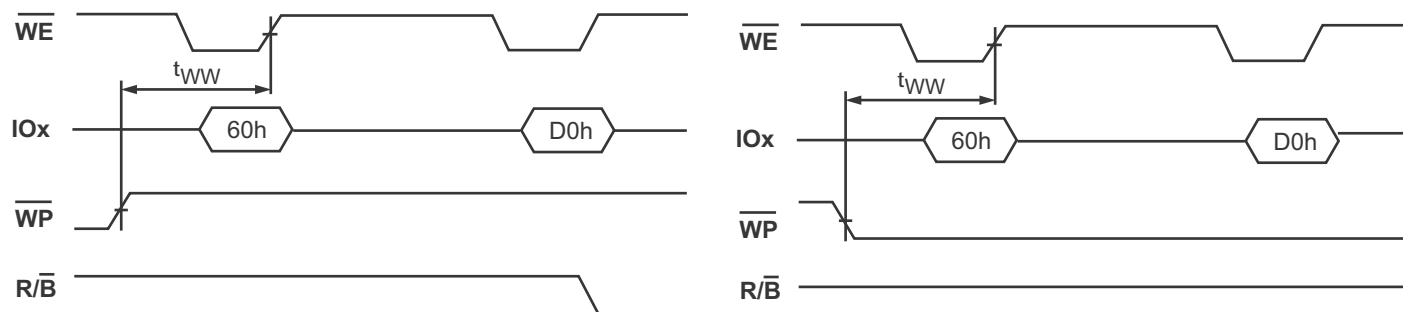 WE
tWW
IOx 60h D0h
WP
R/B
WE
tWW
IOx 60h D0h
WP
R/B